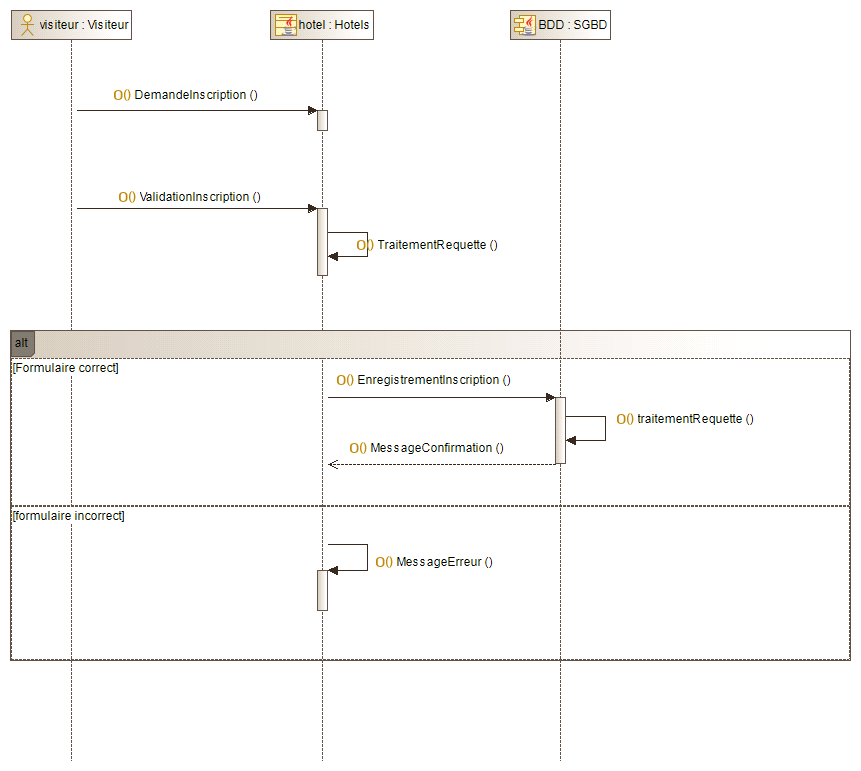 visiteur : Visiteur
hotel : Hotels
BDD : SGBD
O() DemandeInscription ()
O() ValidationInscription ()
O() TraitementRequette ()
alt
[Formulaire correct]
O() EnregistrementInscription ()
O() traitementRequette ()
O() MessageConfirmation ()
[formulaire incorrect]
O() MessageErreur ()